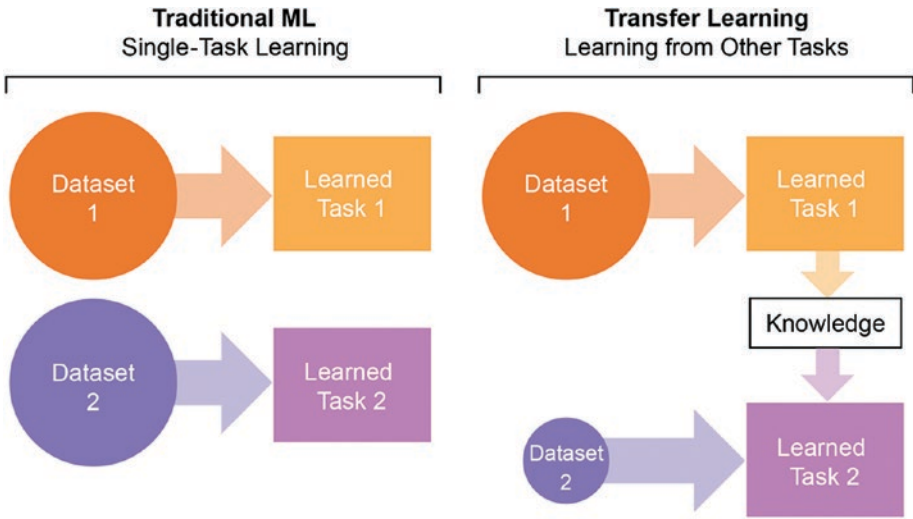 Traditional ML
Single-Task Learning
Dataset
1
Learned
Task 1
Dataset
2
Learned
Task 2
Transfer Learning
Learning from Other Tasks
Dataset
1
Learned
Task 1
Knowledge
Dataset
2
Learned
Task 2